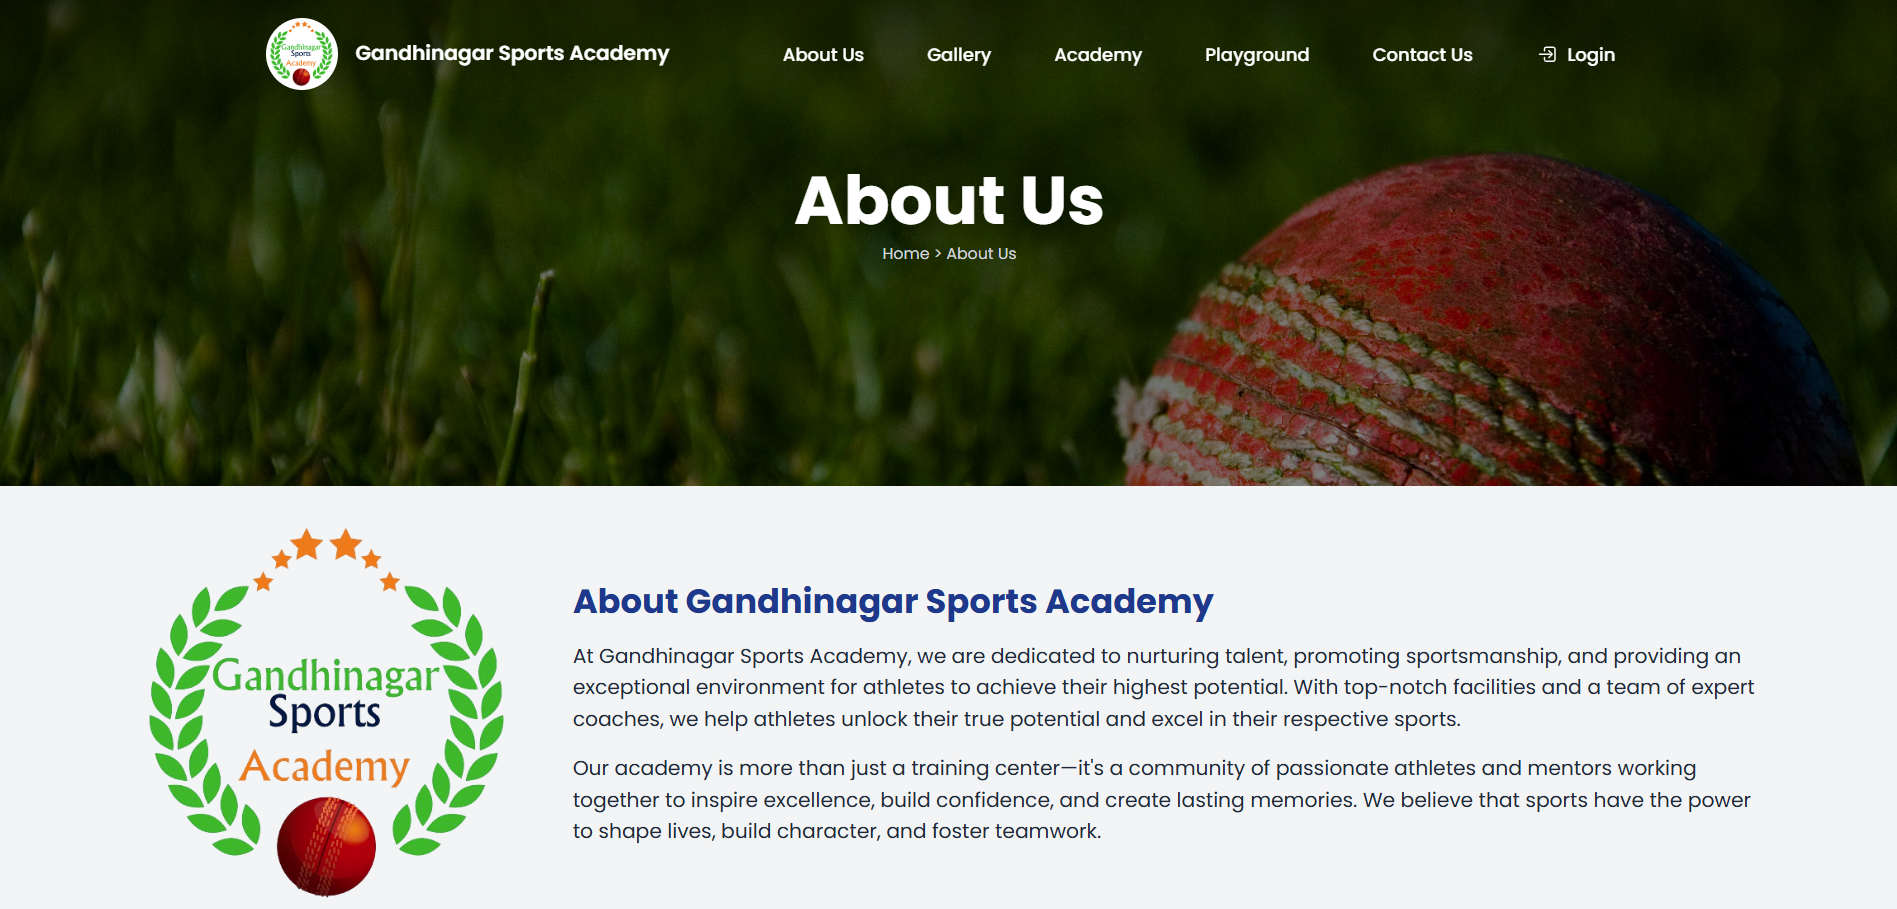 Gandhinagar
Sports
Academy
Gandhinagar Sports Academy
About Us
Gallery
Academy
Playground
Contact Us
Login
About Us
Home > About Us
Gandhinagar
Sports
Academy
About Gandhinagar Sports Academy
At Gandhinagar Sports Academy, we are dedicated to nurturing talent, promoting sportsmanship, and providing an
exceptional environment for athletes to achieve their highest potential. With top-notch facilities and a team of expert
coaches, we help athletes unlock their true potential and excel in their respective sports.
Our academy is more than just a training center—it's a community of passionate athletes and mentors working
together to inspire excellence, build confidence, and create lasting memories. We believe that sports have the power
to shape lives, build character, and foster teamwork.